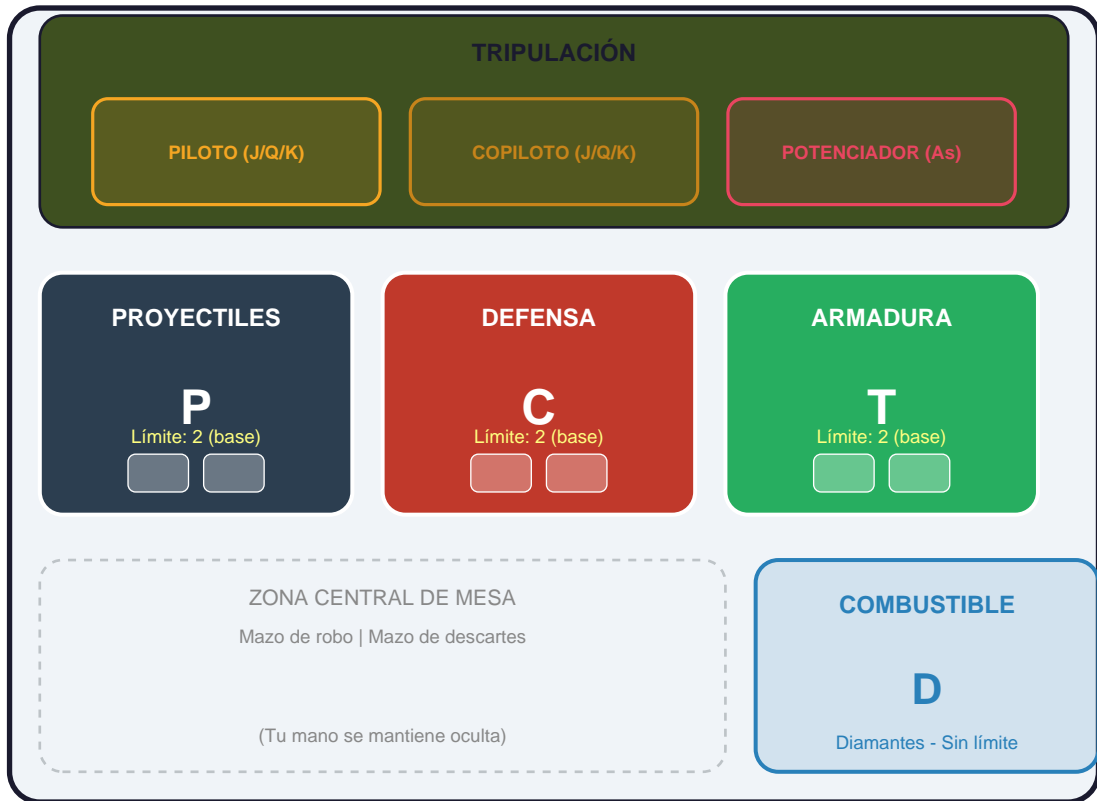 TRIPULACIÓN
PILOTO (J/Q/K)
COPILOTO (J/Q/K)
POTENCIADOR (As)
PROYECTILES
P
Límite: 2 (base)
DEFENSA
C
Límite: 2 (base)
ARMADURA
T
Límite: 2 (base)
ZONA CENTRAL DE MESA
Mazo de robo | Mazo de descartes
(Tu mano se mantiene oculta)
COMBUSTIBLE
D
Diamantes - Sin límite